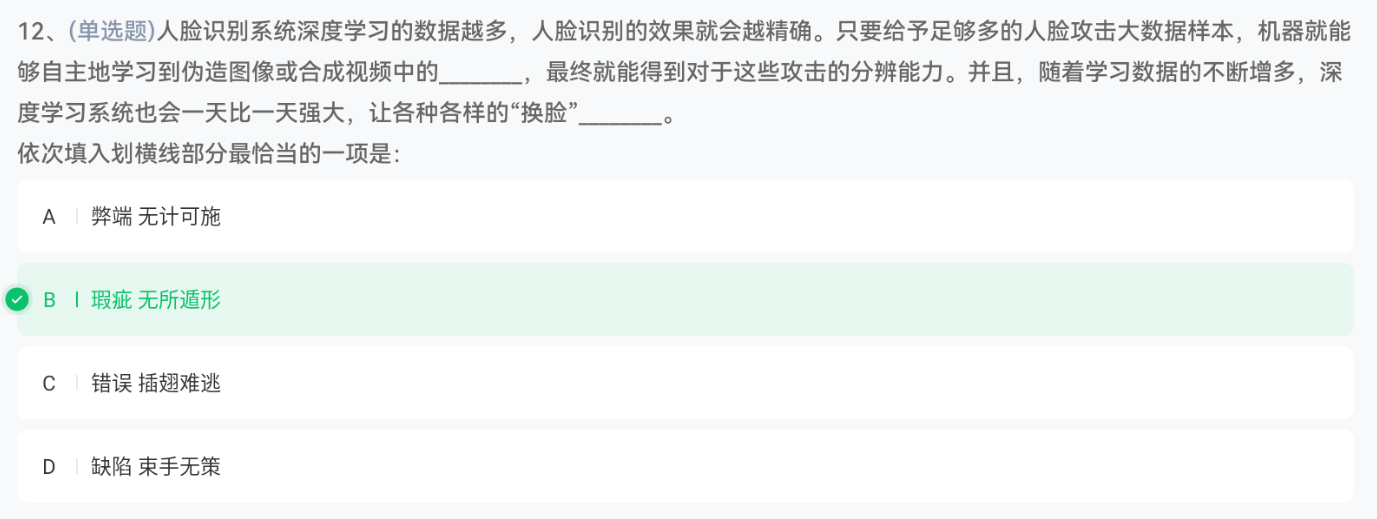 12、(单选题)人脸识别系统深度学习的数据越多，人脸识别的效果就会越精确。只要给予足够多的人脸攻击大数据样本，机器就能
够自主地学习到伪造图像或合成视频中的________，最终就能得到对于这些攻击的分辨能力。并且，随着学习数据的不断增多，深
度学习系统也会一天比一天强大，让各种各样的“换脸”________。
依次填入划横线部分最恰当的一项是：
A 弊端 无计可施
B 瑕疵 无所遁形
C 错误 插翅难逃
D 缺陷 束手无策